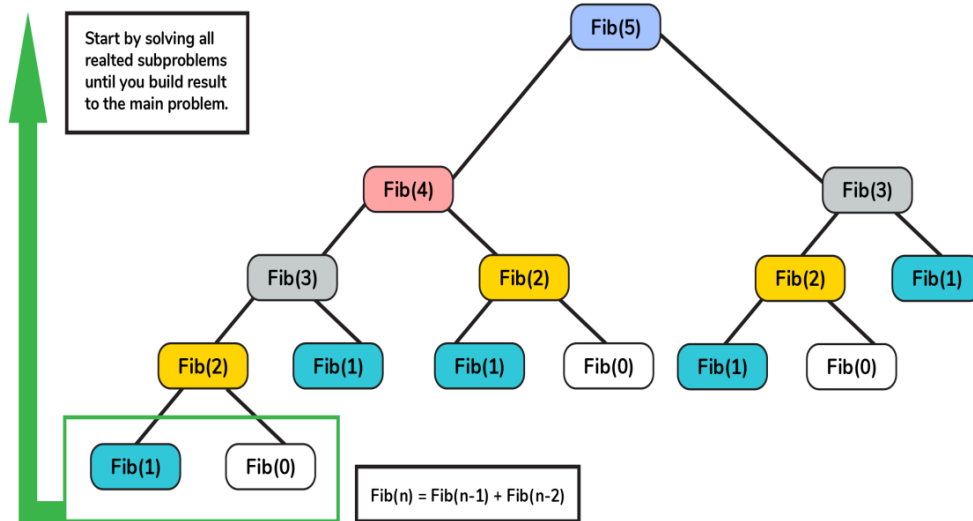 Start by solving all
realted subproblems
until you build result
to the main problem.
Fib(5)
Fib(4)
Fib(3)
Fib(3)
Fib(2)
Fib(2)
Fib(1)
Fib(2)
Fib(1)
Fib(1)
Fib(0)
Fib(1)
Fib(0)
Fib(1)
Fib(0)
Fib(n) = Fib(n-1) + Fib(n-2)